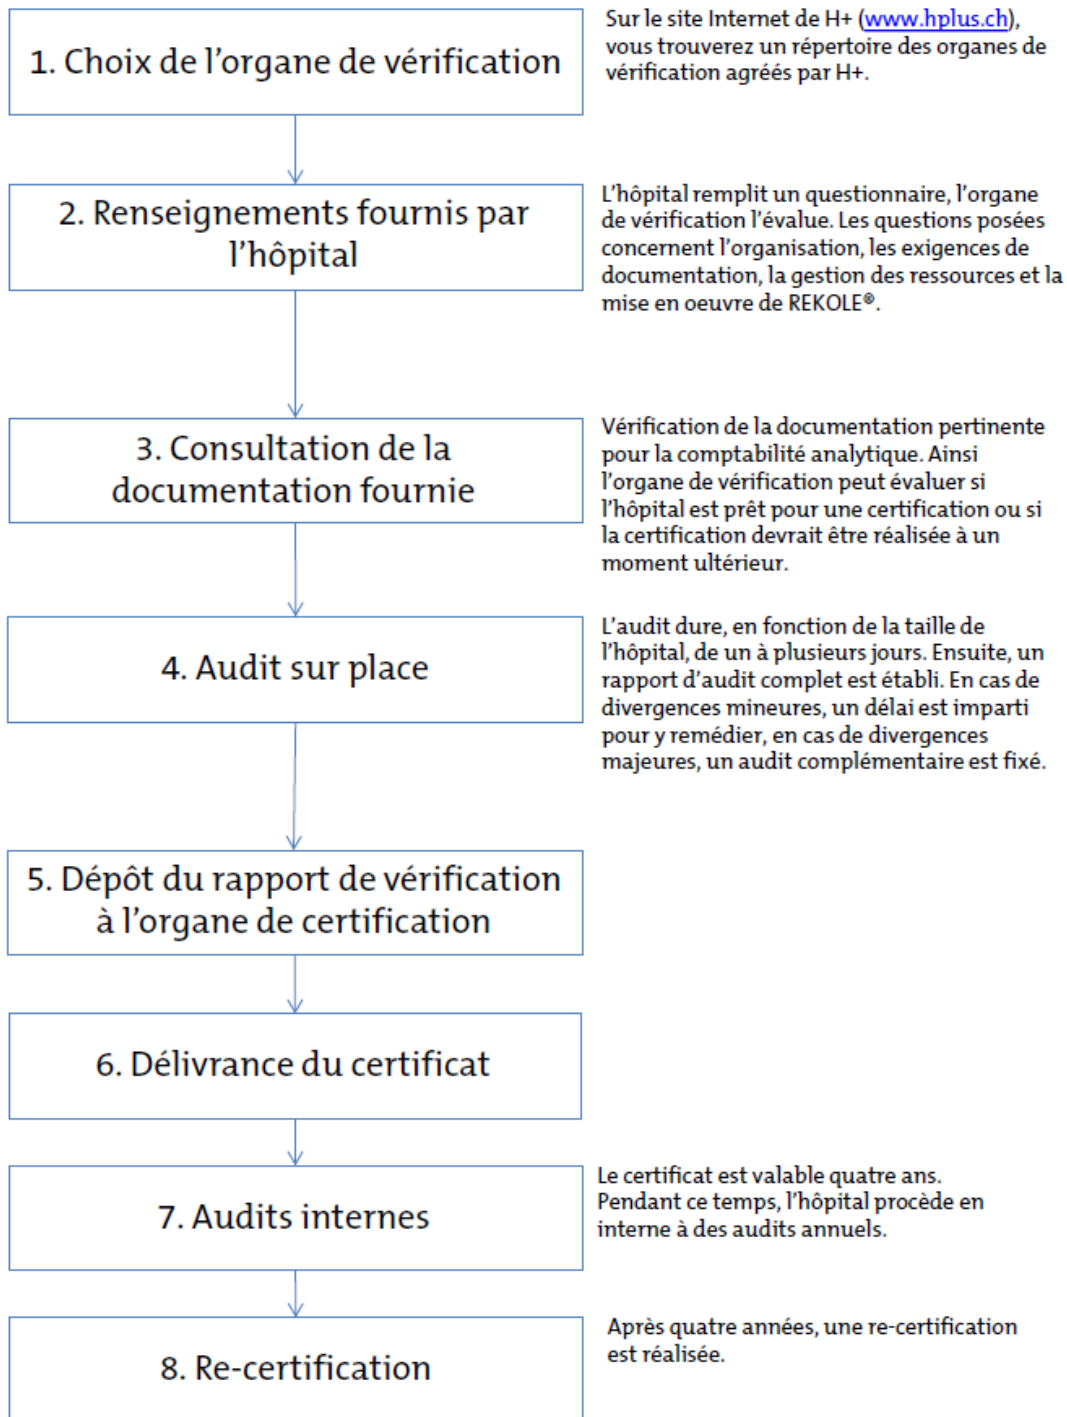 1. Choix de l'organe de vérification
Sur le site Internet de H+ (www.hplus.ch),
vous trouverez un répertoire des organes de
vérification agréés par H+.
2. Renseignements fournis par
l'hôpital
L'hôpital remplit un questionnaire, l'organe
de vérification l'évalue. Les questions posées
concernent l'organisation, les exigences de
documentation, la gestion des ressources et la
mise en oeuvre de REKOLE®.
3. Consultation de la
documentation fournie
Vérification de la documentation pertinente
pour la comptabilité analytique. Ainsi
l'organe de vérification peut évaluer si
l'hôpital est prêt pour une certification ou si
la certification devrait être réalisée à un
moment ultérieur.
4. Audit sur place
L'audit dure, en fonction de la taille de
l'hôpital, de un à plusieurs jours. Ensuite, un
rapport d'audit complet est établi. En cas de
divergences mineures, un délai est imparti
pour y remédier, en cas de divergences
majeures, un audit complémentaire est fixé.
5. Dépôt du rapport de vérification
à l'organe de certification
6. Délivrance du certificat
7. Audits internes
Le certificat est valable quatre ans.
Pendant ce temps, l'hôpital procède en
interne à des audits annuels.
8. Re-certification
Après quatre années, une re-certification
est réalisée.